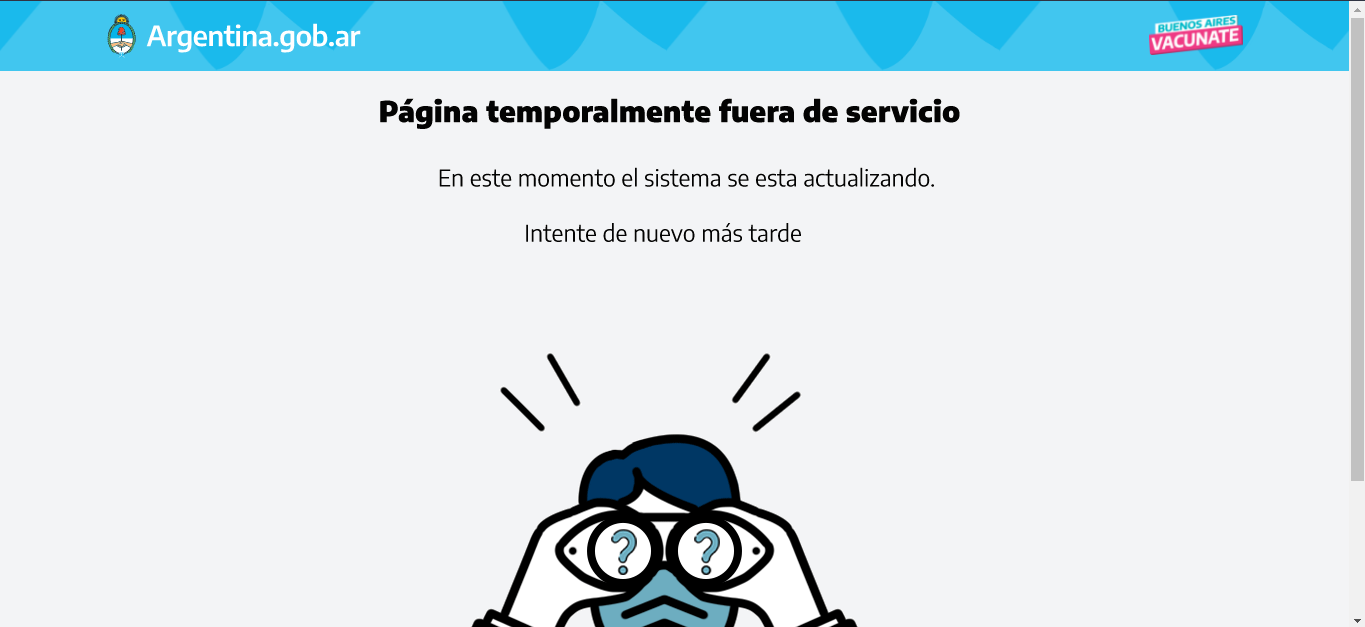 Argentina.gob.ar
BUENOS AIRES
VACUNATE
Página temporalmente fuera de servicio
En este momento el sistema se esta actualizando.
Intente de nuevo más tarde
? ?